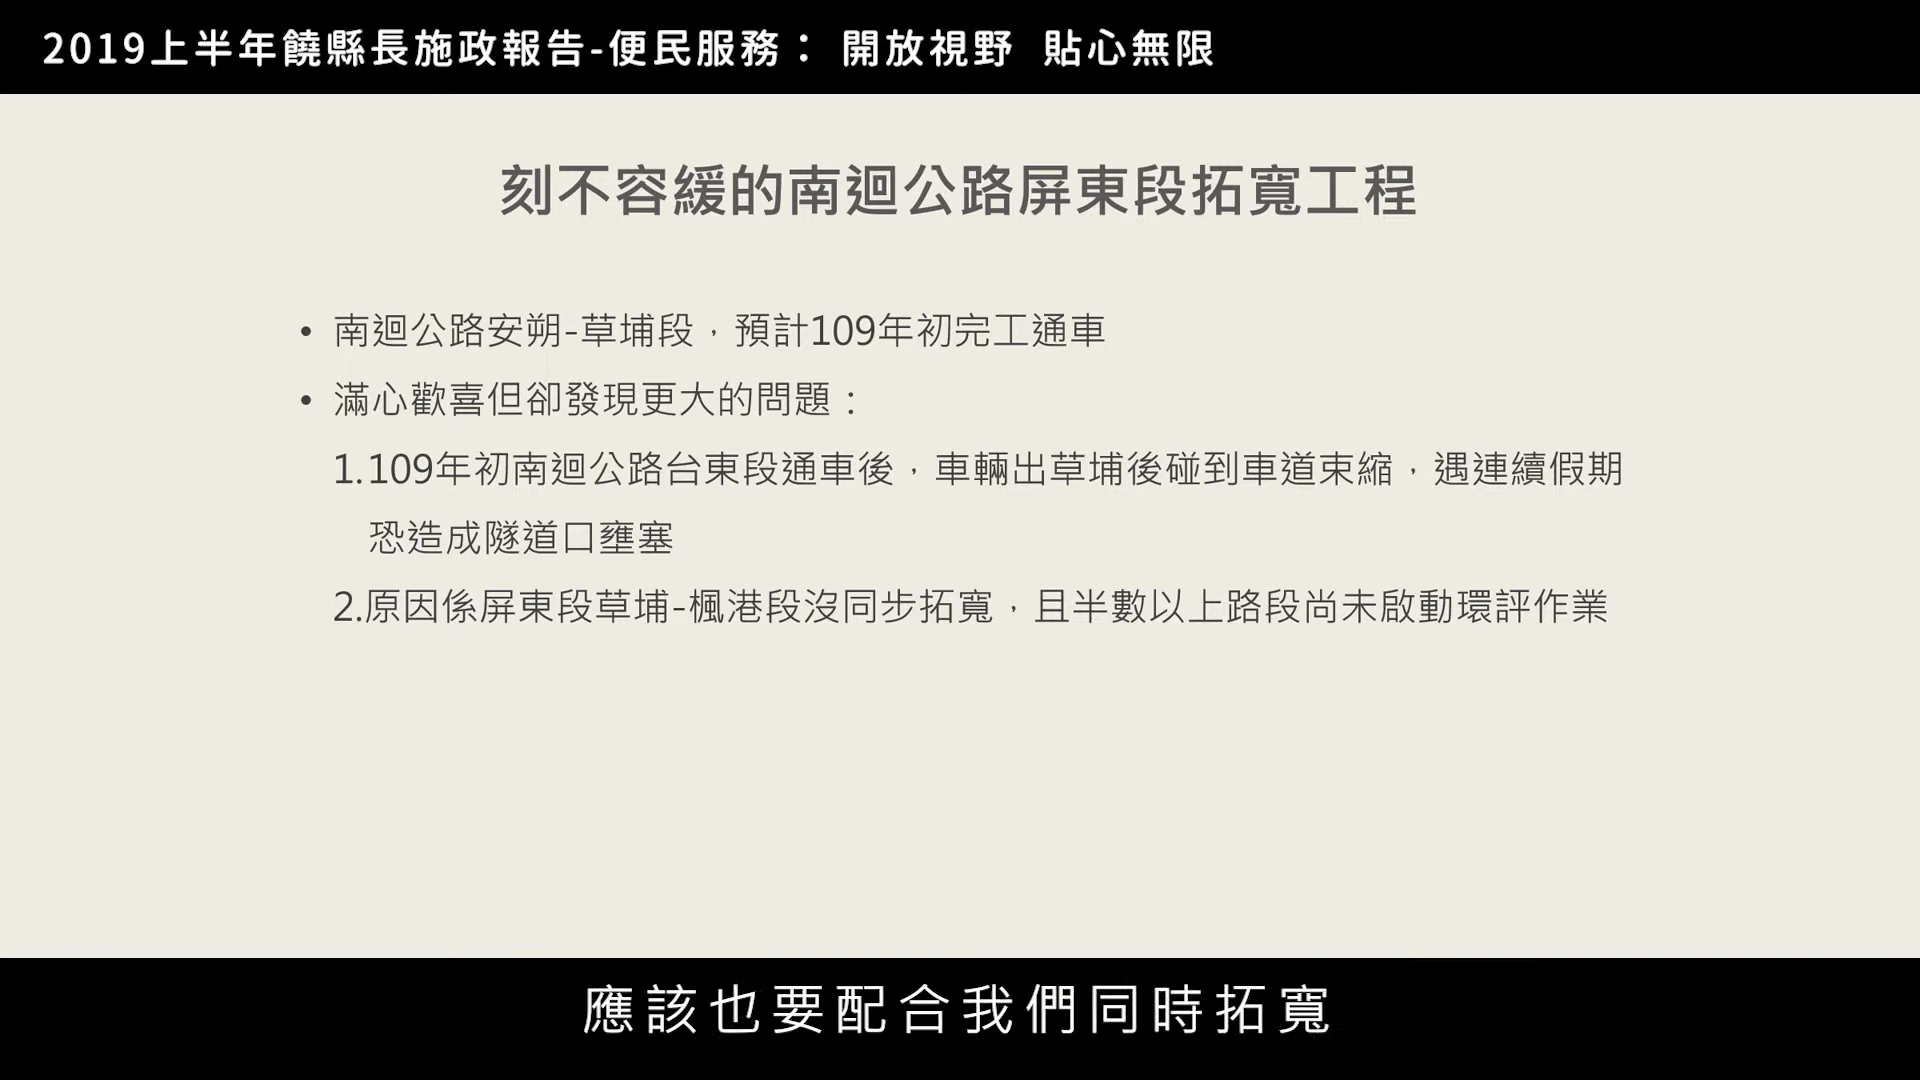 2019上半年饒縣長施政報告-便民服務： 開放視野 貼心無限
刻不容緩的南迴公路屏東段拓寬工程
• 南迴公路安朔-草埔段，預計109年初完工通車
• 滿心歡喜但卻發現更大的問題：
1.109年初南迴公路台東段通車後，車輛出草埔後碰到車道束縮，遇連續假期
恐造成隧道口壅塞
2.原因係屏東段草埔-楓港段沒同步拓寬，且半數以上路段尚未啟動環評作業
應該也要配合我們同時拓寬